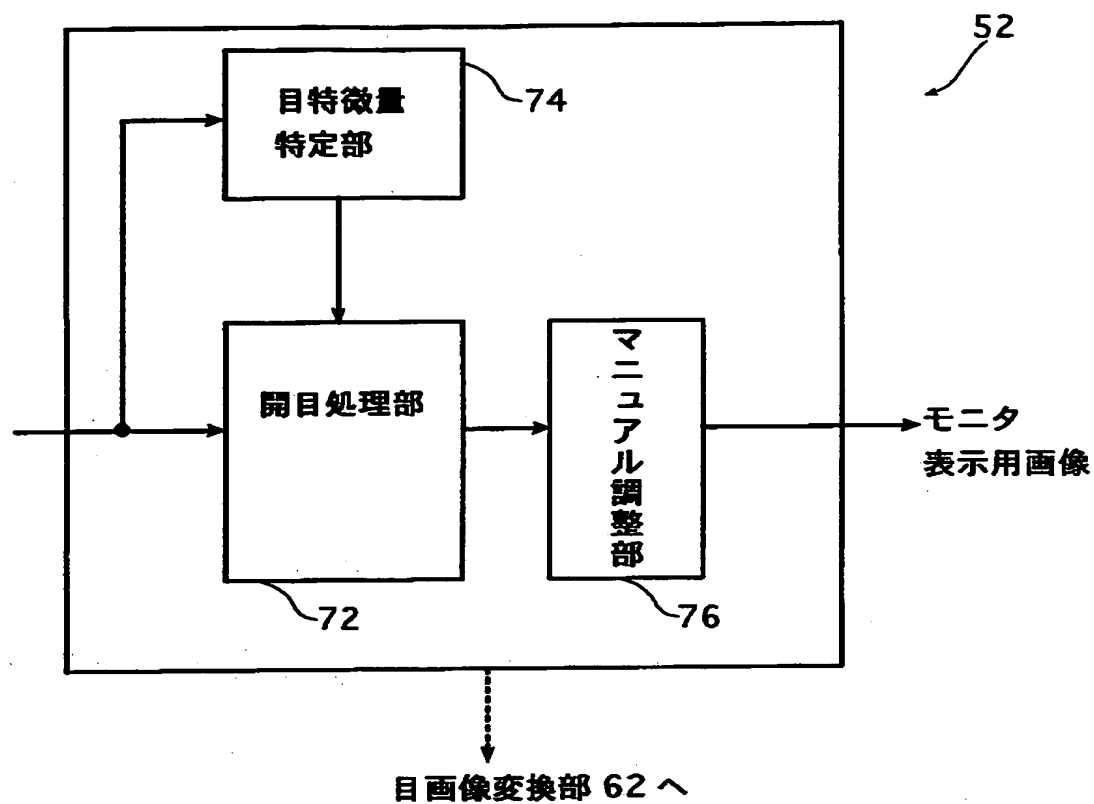 52
目特徴量
特定部
74
開目処理部
マニュアル調整部
モニタ
表示用画像
72
76
目画像変換部 62 へ